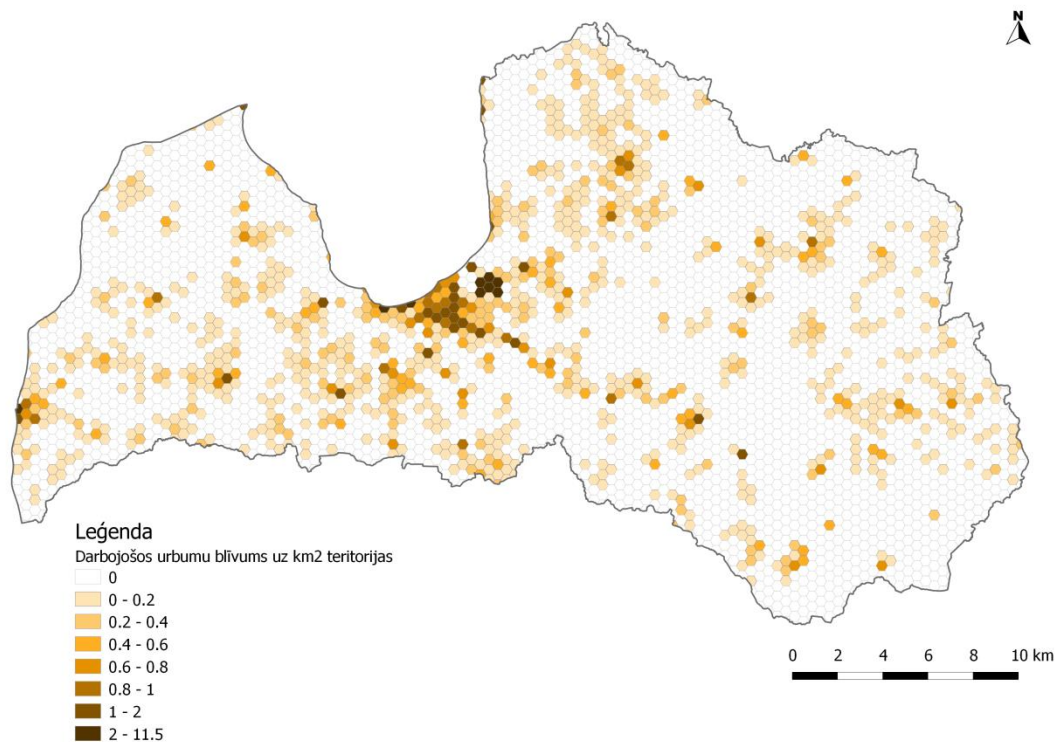 N
Leģenda
Darbojošos urbumu blīvums uz km2 teritorijas
0
0 - 0.2
0.2 - 0.4
0.4 - 0.6
0.6 - 0.8
0.8 - 1
1 - 2
2 - 11.5
0 2 4 6 8 10 km